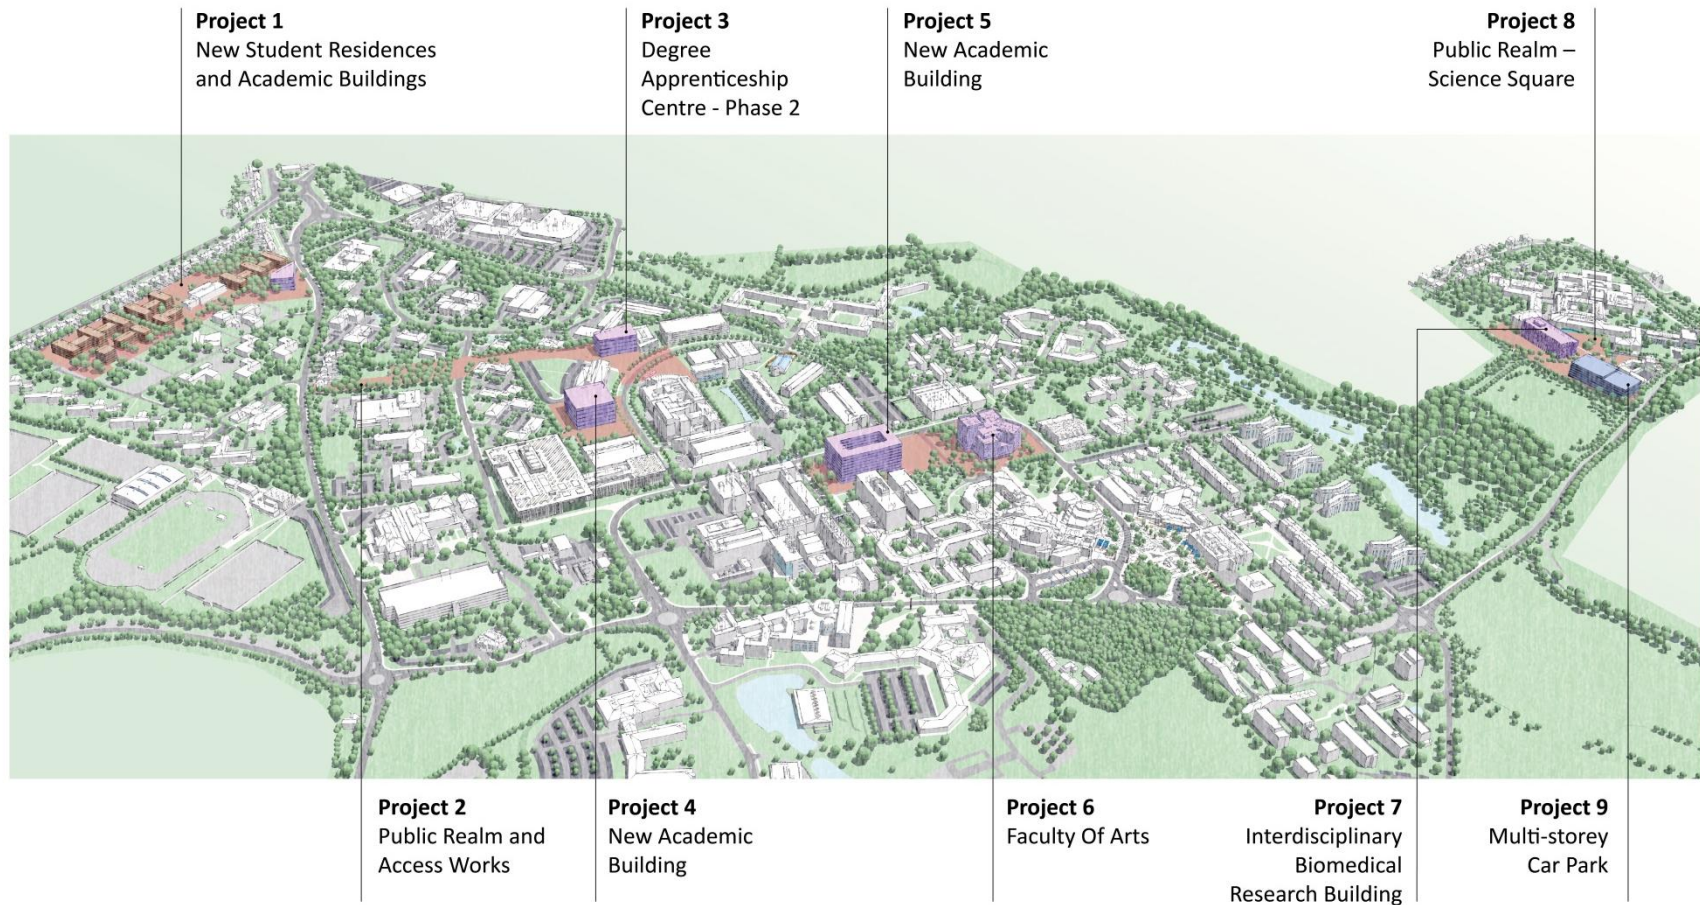 Project 1
New Student Residences
and Academic Buildings
Project 3
Degree
Apprenticeship
Centre - Phase 2
Project 5
New Academic
Building
Project 8
Public Realm –
Science Square
Project 2
Public Realm and
Access Works
Project 4
New Academic
Building
Project 6
Faculty Of Arts
Project 7
Interdisciplinary
Biomedical
Research Building
Project 9
Multi-storey
Car Park